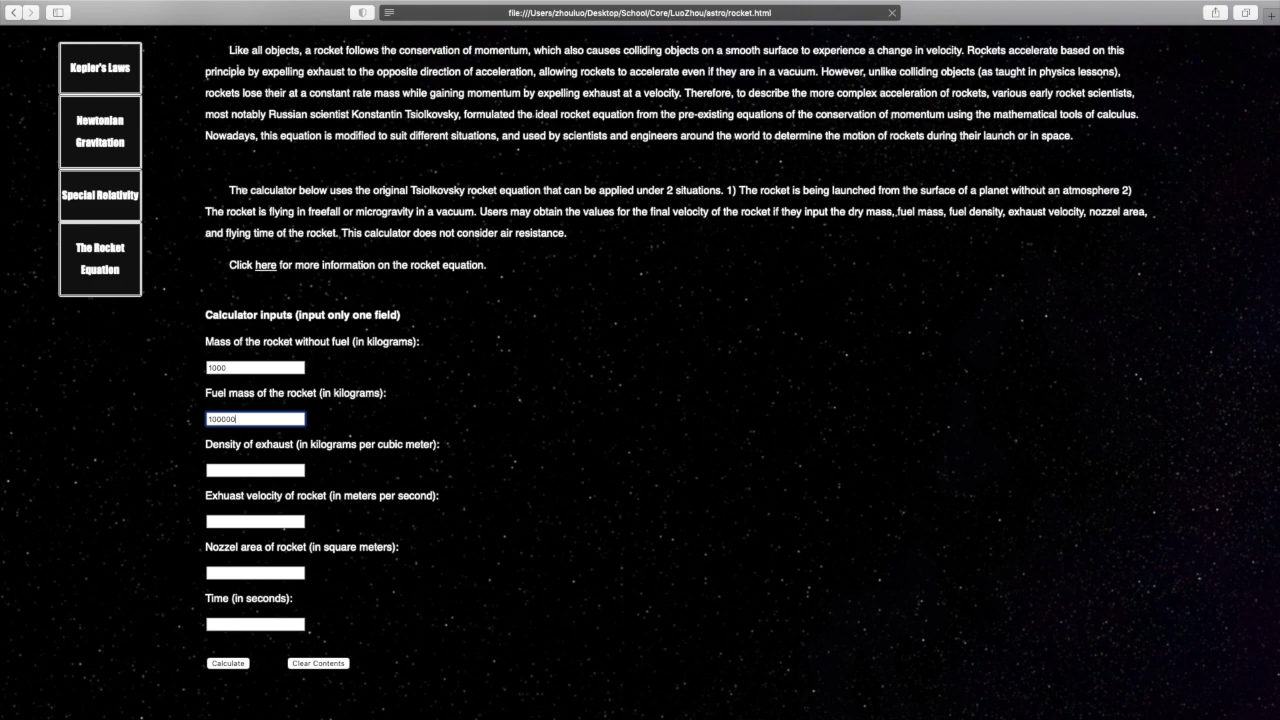 file:///Users/zhouluo/Desktop/School/Core/LuoZhou/astro/rocket.html
Kepler's Laws
Newtonian
Gravitation
Special Relativity
The Rocket
Equation
Like all objects, a rocket follows the conservation of momentum, which also causes colliding objects on a smooth surface to experience a change in velocity. Rockets accelerate based on this
principle by expelling exhaust to the opposite direction of acceleration, allowing rockets to accelerate even if they are in a vacuum. However, unlike colliding objects (as taught in physics lessons),
rockets lose their at a constant rate mass while gaining momentum by expelling exhaust at a velocity. Therefore, to describe the more complex acceleration of rockets, various early rocket scientists,
most notably Russian scientist Konstantin Tsiolkovsky, formulated the ideal rocket equation from the pre-existing equations of the conservation of momentum using the mathematical tools of calculus.
Nowadays, this equation is modified to suit different situations, and used by scientists and engineers around the world to determine the motion of rockets during their launch or in space.
The calculator below uses the original Tsiolkovsky rocket equation that can be applied under 2 situations. 1) The rocket is being launched from the surface of a planet without an atmosphere 2)
The rocket is flying in freefall or microgravity in a vacuum. Users may obtain the values for the final velocity of the rocket if they input the dry mass, fuel mass, fuel density, exhaust velocity, nozzel area,
and flying time of the rocket. This calculator does not consider air resistance.
Click here for more information on the rocket equation.
Calculator inputs (input only one field)
Mass of the rocket without fuel (in kilograms):
1000
Fuel mass of the rocket (in kilograms):
100000
Density of exhaust (in kilograms per cubic meter):
Exhuast velocity of rocket (in meters per second):
Nozzel area of rocket (in square meters):
Time (in seconds):
Calculate Clear Contents